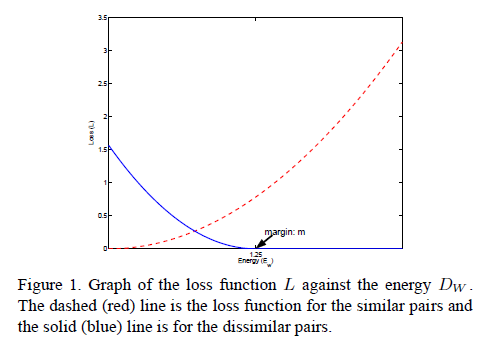 3.5
3
2.5
2
1.5
1
0.5
0
Loss (L)
margin: m
1.25
Energy (E_w)
Figure 1. Graph of the loss function L against the energy D_W.
The dashed (red) line is the loss function for the similar pairs and
the solid (blue) line is for the dissimilar pairs.